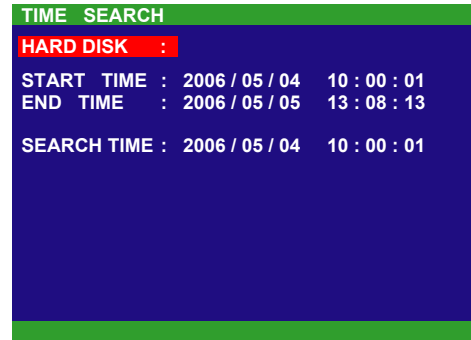 TIME SEARCH
HARD DISK :
START TIME : 2006 / 05 / 04 10 : 00 : 01
END TIME : 2006 / 05 / 05 13 : 08 : 13
SEARCH TIME : 2006 / 05 / 04 10 : 00 : 01